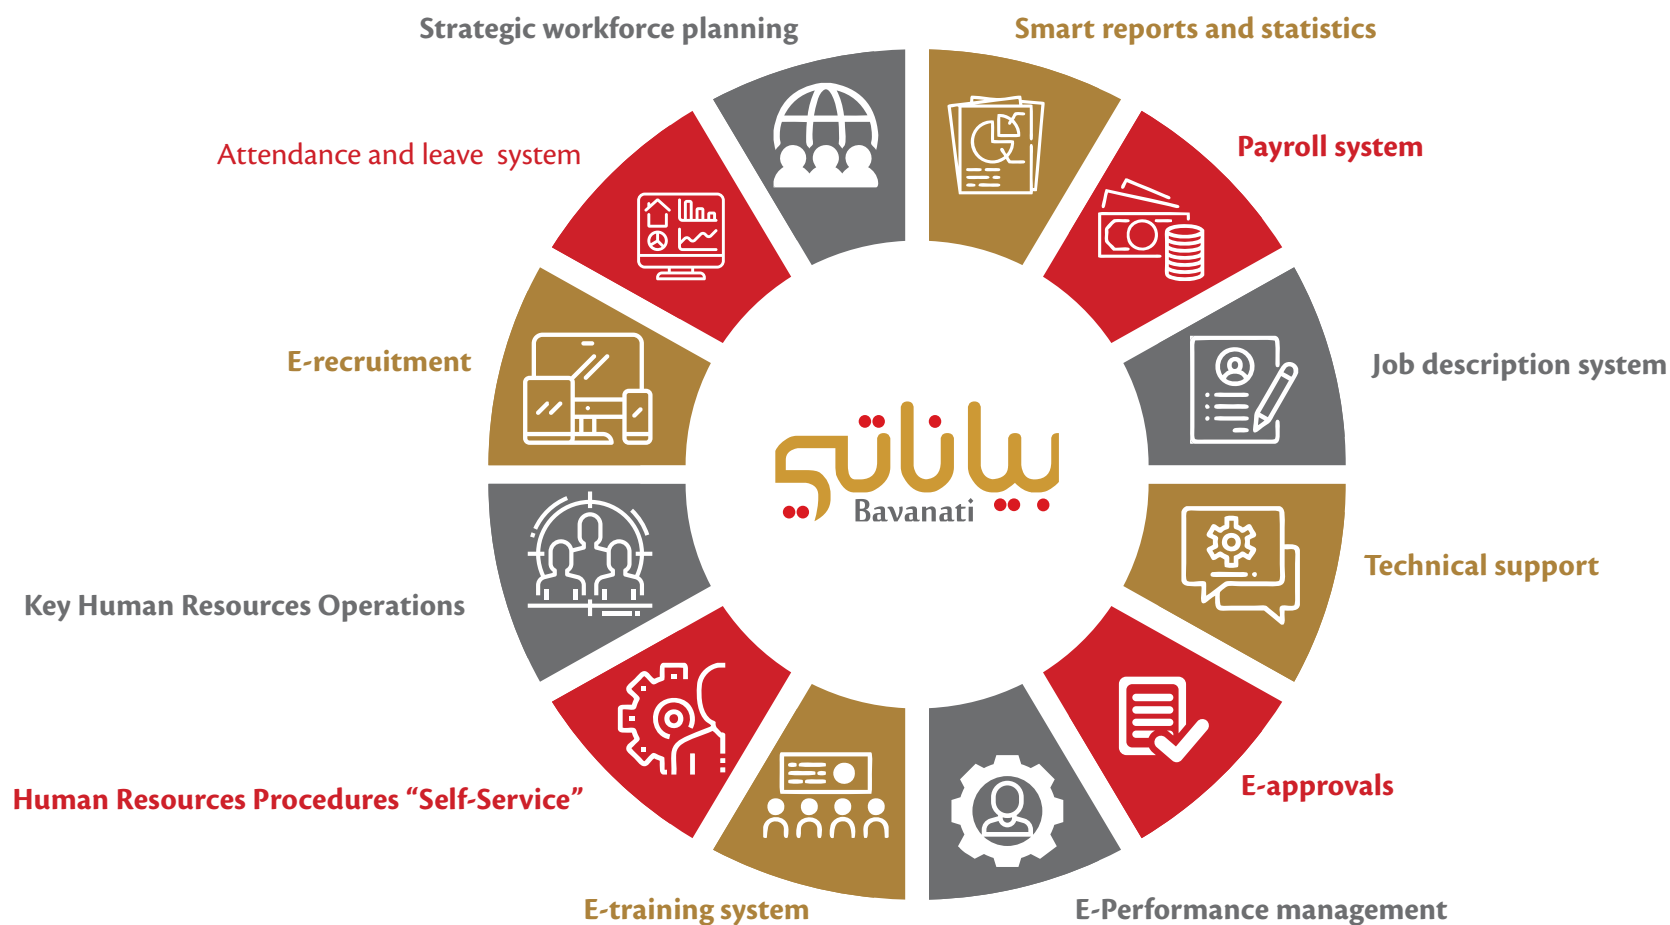 Strategic workforce planning
Smart reports and statistics
Attendance and leave system
Payroll system
E-recruitment
Job description system
بياناتي
Bavanati
Technical support
Key Human Resources Operations
Human Resources Procedures “Self-Service”
E-approvals
E-training system
E-Performance management